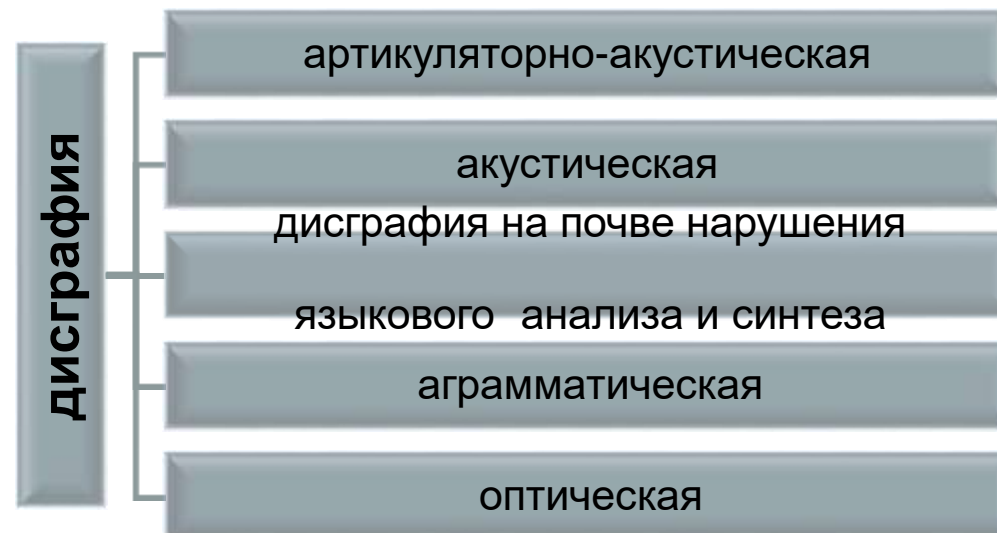 дисграфия
артикуляторно-акустическая
акустическая
дисграфия на почве нарушения
языкового анализа и синтеза
аграмматическая
оптическая